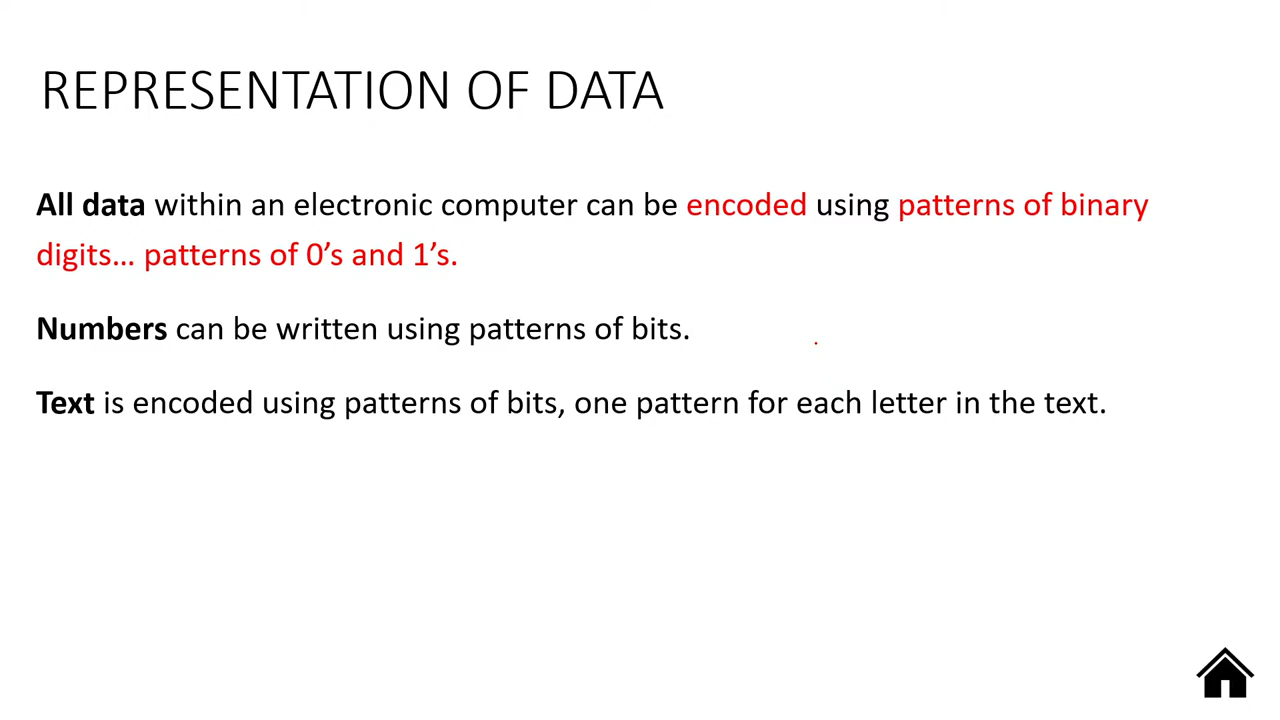 REPRESENTATION OF DATA
All data within an electronic computer can be encoded using patterns of binary
digits… patterns of 0’s and 1’s.
Numbers can be written using patterns of bits.
Text is encoded using patterns of bits, one pattern for each letter in the text.